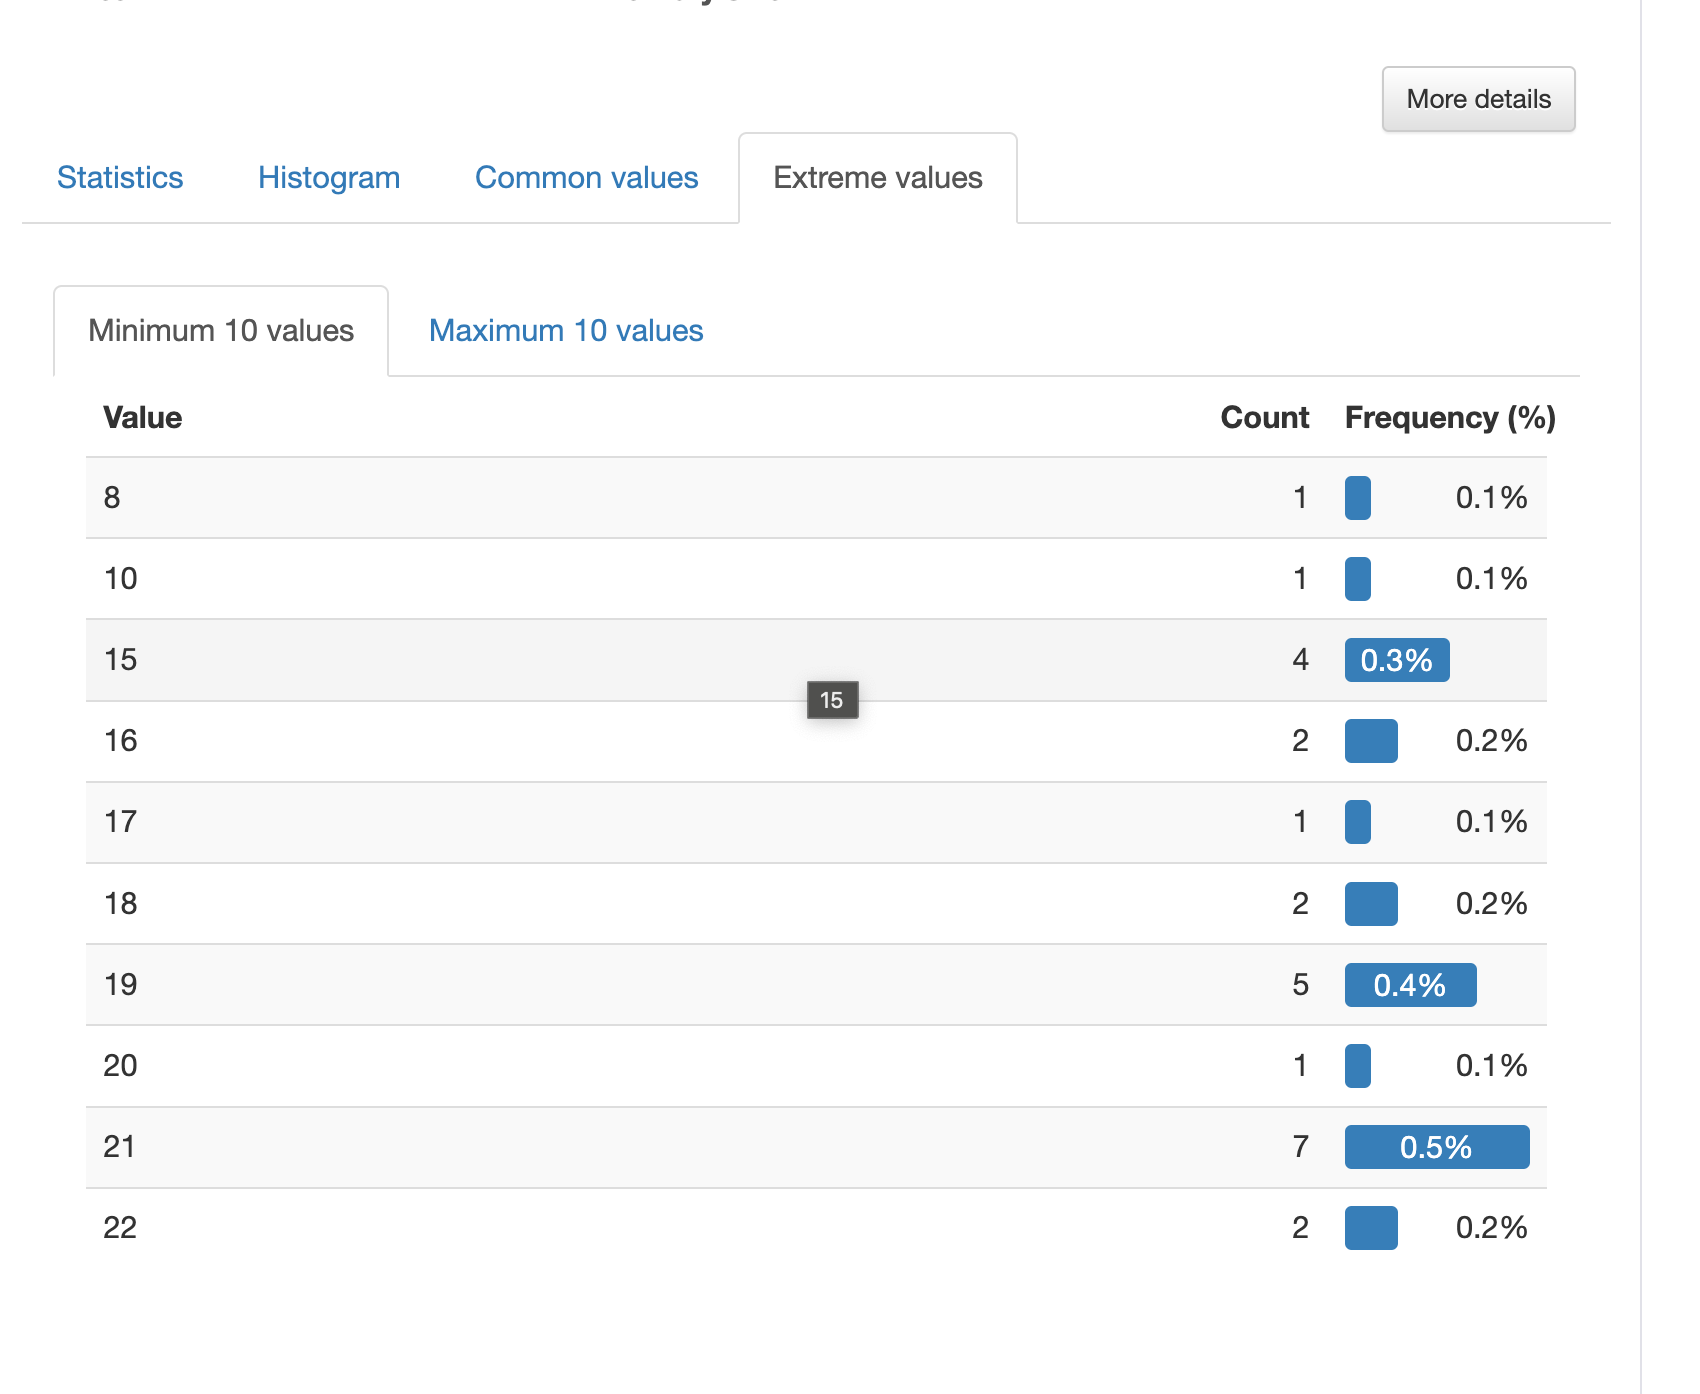 More details
Statistics Histogram Common values Extreme values
Minimum 10 values Maximum 10 values
Value Count Frequency (%)
8 1 0.1%
10 1 0.1%
15 4 0.3%
15
16 2 0.2%
17 1 0.1%
18 2 0.2%
19 5 0.4%
20 1 0.1%
21 7 0.5%
22 2 0.2%